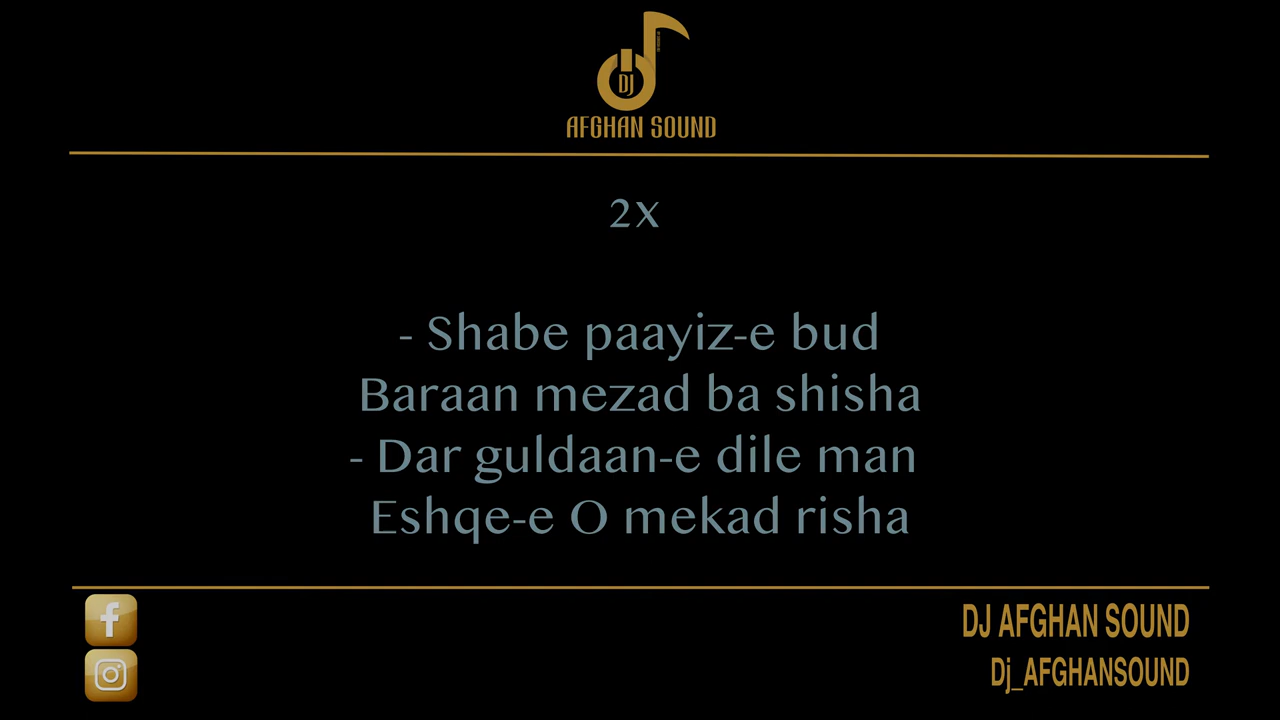 DJ
AFGHAN SOUND
2x
- Shabe paayiz-e bud
Baraan mezad ba shisha
- Dar guldaan-e dile man
Eshqe-e O mekad risha
DJ AFGHAN SOUND
Dj_AFGHANSOUND